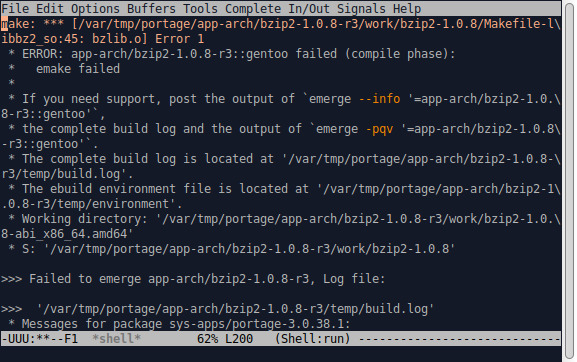 File Edit Options Buffers Tools Complete In/Out Signals Help
make: *** [/var/tmp/portage/app-arch/bzip2-1.0.8-r3/work/bzip2-1.0.8/Makefile-l\
ibbz2_so:45: bzlib.o] Error 1
 * ERROR: app-arch/bzip2-1.0.8-r3::gentoo failed (compile phase):
 *   emake failed
 *
 * If you need support, post the output of `emerge --info '=app-arch/bzip2-1.0.\
8-r3::gentoo'`,
 * the complete build log and the output of `emerge -pqv '=app-arch/bzip2-1.0.8\
-r3::gentoo'`.
 * The complete build log is located at '/var/tmp/portage/app-arch/bzip2-1.0.8-\
r3/temp/build.log'.
 * The ebuild environment file is located at '/var/tmp/portage/app-arch/bzip2-1\
.0.8-r3/temp/environment'.
 * Working directory: '/var/tmp/portage/app-arch/bzip2-1.0.8-r3/work/bzip2-1.0.\
8-abi_x86_64.amd64'
 * S: '/var/tmp/portage/app-arch/bzip2-1.0.8-r3/work/bzip2-1.0.8'

>>> Failed to emerge app-arch/bzip2-1.0.8-r3, Log file:

>>>  '/var/tmp/portage/app-arch/bzip2-1.0.8-r3/temp/build.log'
 * Messages for package sys-apps/portage-3.0.38.1:
-UUU:**--F1  *shell*        62% L200   (Shell:run) -----------------------------